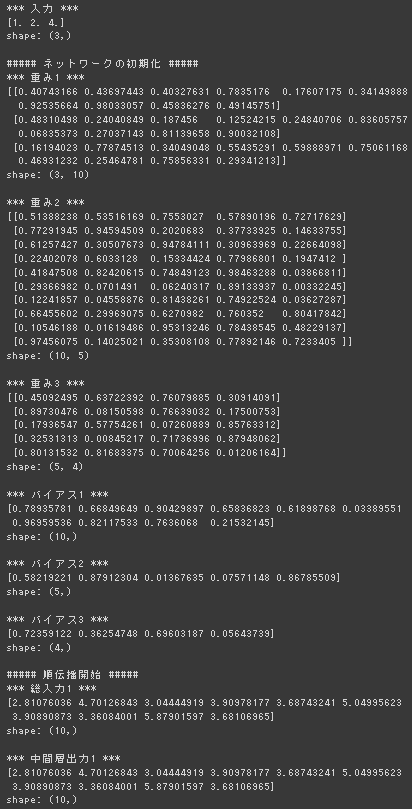 *** 入力 ***
[1. 2. 4.]
shape: (3,)
##### ネットワークの初期化 #####
*** 重み1 ***
[[0.40743166 0.43697443 0.40327631 0.7835176  0.17607175 0.34149888
  0.92535664 0.98033057 0.45836276 0.49145751]
 [0.48310498 0.24040849 0.187456   0.12524215 0.24840706 0.83605757
  0.06835373 0.27037143 0.81139658 0.90032108]
 [0.16194023 0.77874513 0.34049048 0.55435291 0.59888971 0.75061168
  0.46931232 0.25464781 0.75856331 0.29341213]]
shape: (3, 10)
*** 重み2 ***
[[0.51388238 0.53516169 0.7553027  0.57890196 0.72717629]
 [0.77291945 0.94594509 0.2020683  0.37733925 0.14633755]
 [0.61257427 0.30507673 0.94784111 0.30963969 0.22664098]
 [0.22402078 0.6033128  0.15334424 0.77986801 0.1947412 ]
 [0.41847508 0.82420615 0.74849123 0.98463288 0.03866811]
 [0.29366982 0.0701491  0.06240317 0.89133937 0.00332245]
 [0.12241857 0.04558876 0.81438261 0.74922524 0.03627287]
 [0.66455602 0.29969075 0.6270982  0.760352   0.80417842]
 [0.10546188 0.01619486 0.95313246 0.78438545 0.48229137]
 [0.97456075 0.14025021 0.35308108 0.77892146 0.7233405 ]]
shape: (10, 5)
*** 重み3 ***
[[0.45092495 0.63722392 0.76079885 0.30914091]
 [0.89730476 0.08150598 0.76639032 0.17500753]
 [0.17936547 0.57754261 0.07260889 0.85763312]
 [0.32531313 0.00845217 0.71736996 0.87948062]
 [0.80131532 0.81683375 0.70064256 0.01206164]]
shape: (5, 4)
*** バイアス1 ***
[0.78935781 0.66849649 0.90429897 0.65836823 0.61898768 0.03389551
 0.96959536 0.82117533 0.7636068  0.21532145]
shape: (10,)
*** バイアス2 ***
[0.58219221 0.87912304 0.01367635 0.07571148 0.86785509]
shape: (5,)
*** バイアス3 ***
[0.72359122 0.36254748 0.69603187 0.05643739]
shape: (4,)
##### 順伝播開始 #####
*** 総入力1 ***
[2.81076036 4.70126843 3.04444919 3.90978177 3.68743241 5.04995623
 3.90890873 3.36084001 5.87901597 3.68106965]
shape: (10,)
*** 中間層出力1 ***
[2.81076036 4.70126843 3.04444919 3.90978177 3.68743241 5.04995623
 3.90890873 3.36084001 5.87901597 3.68106965]
shape: (10,)